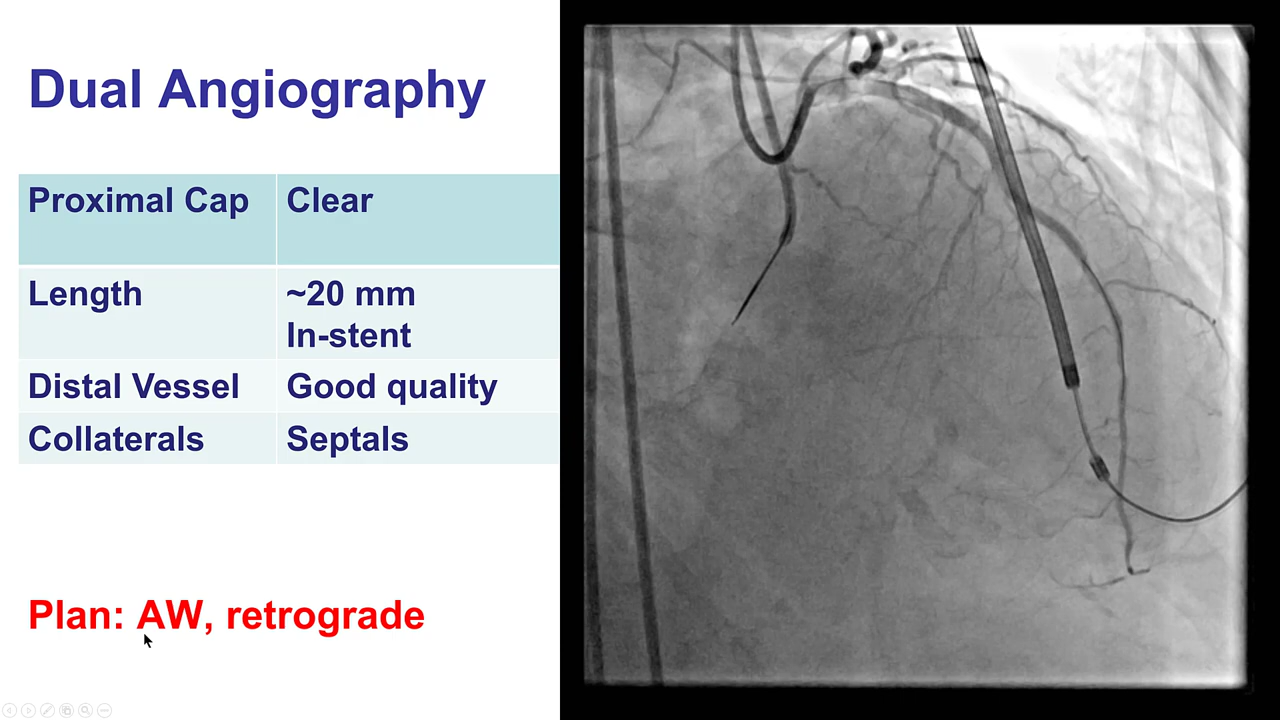 Dual Angiography
Proximal Cap Clear
Length ~20 mm
In-stent
Distal Vessel Good quality
Collaterals Septals
Plan: AW, retrograde